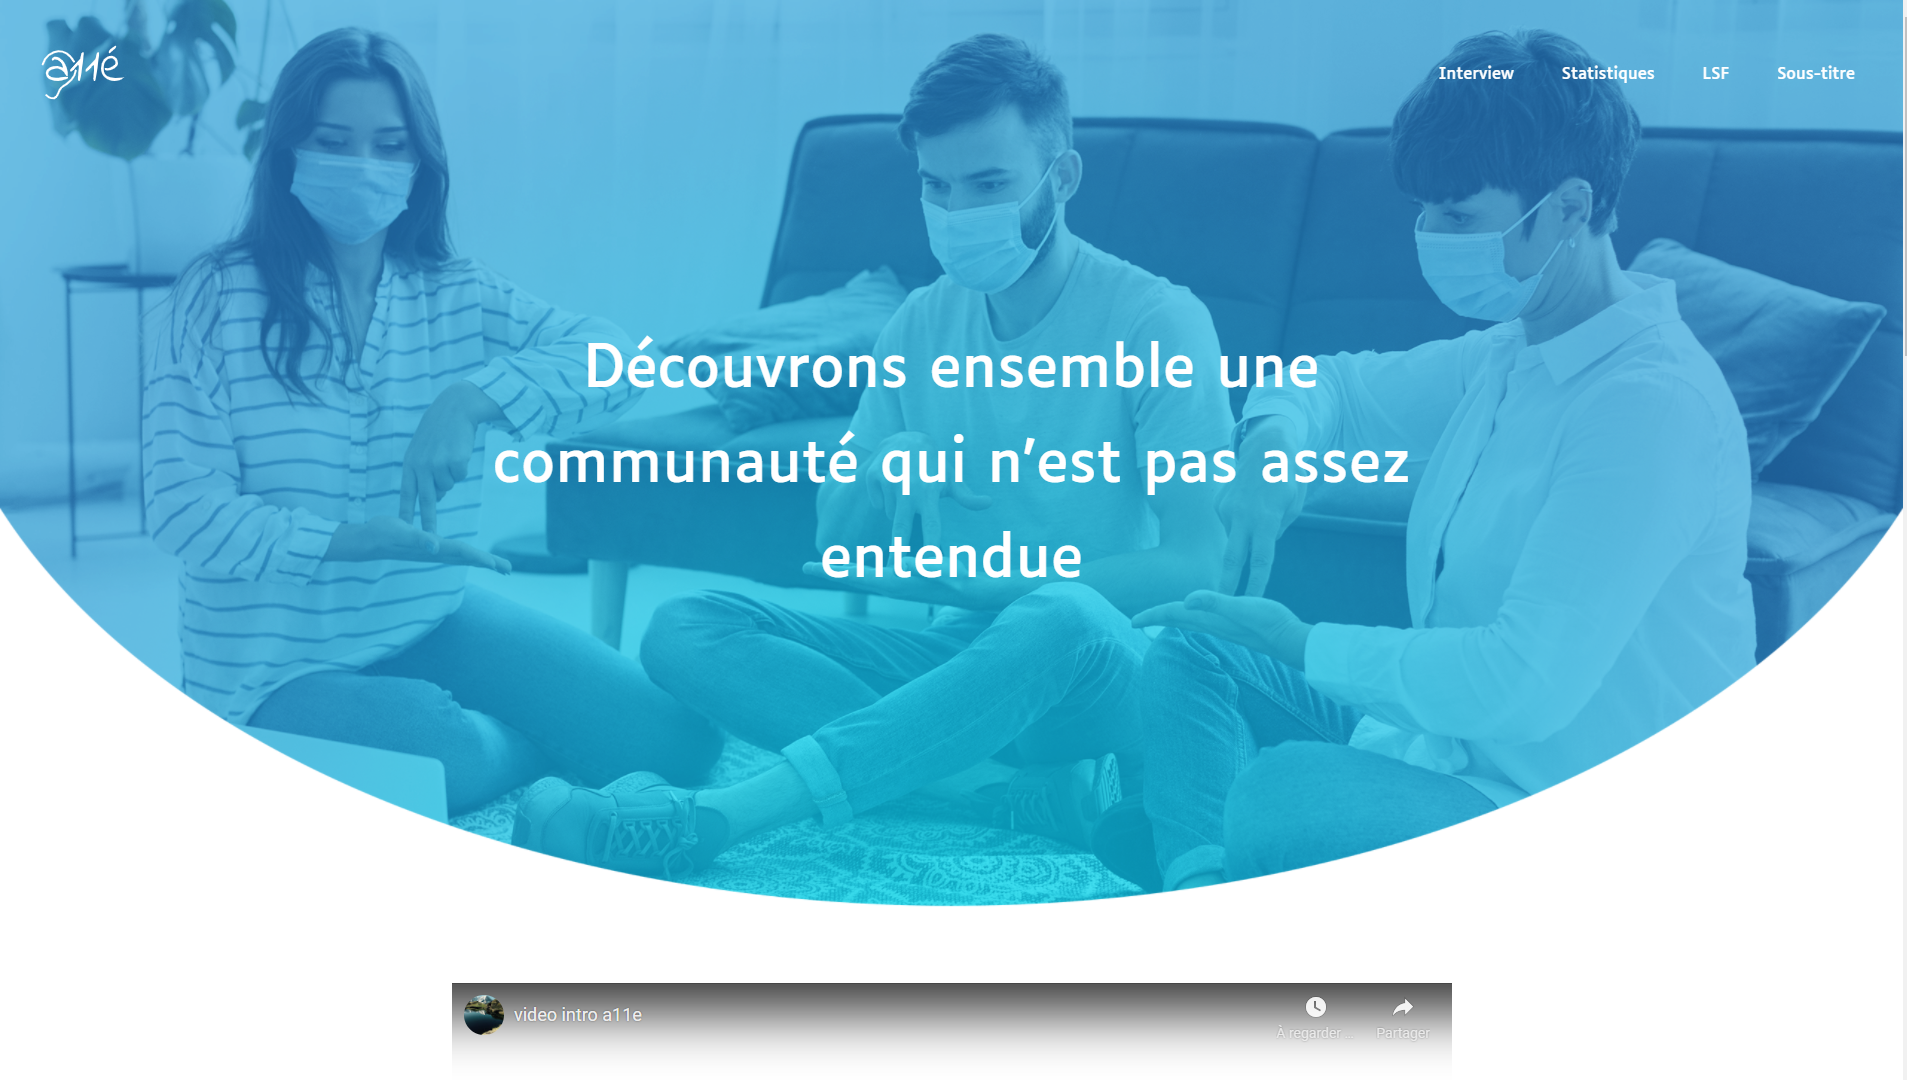 a11é
Interview
Statistiques
LSF
Sous-titre
Découvrons ensemble une
communauté qui n'est pas assez
entendue
video intro a11e
À regarder ...
Partager